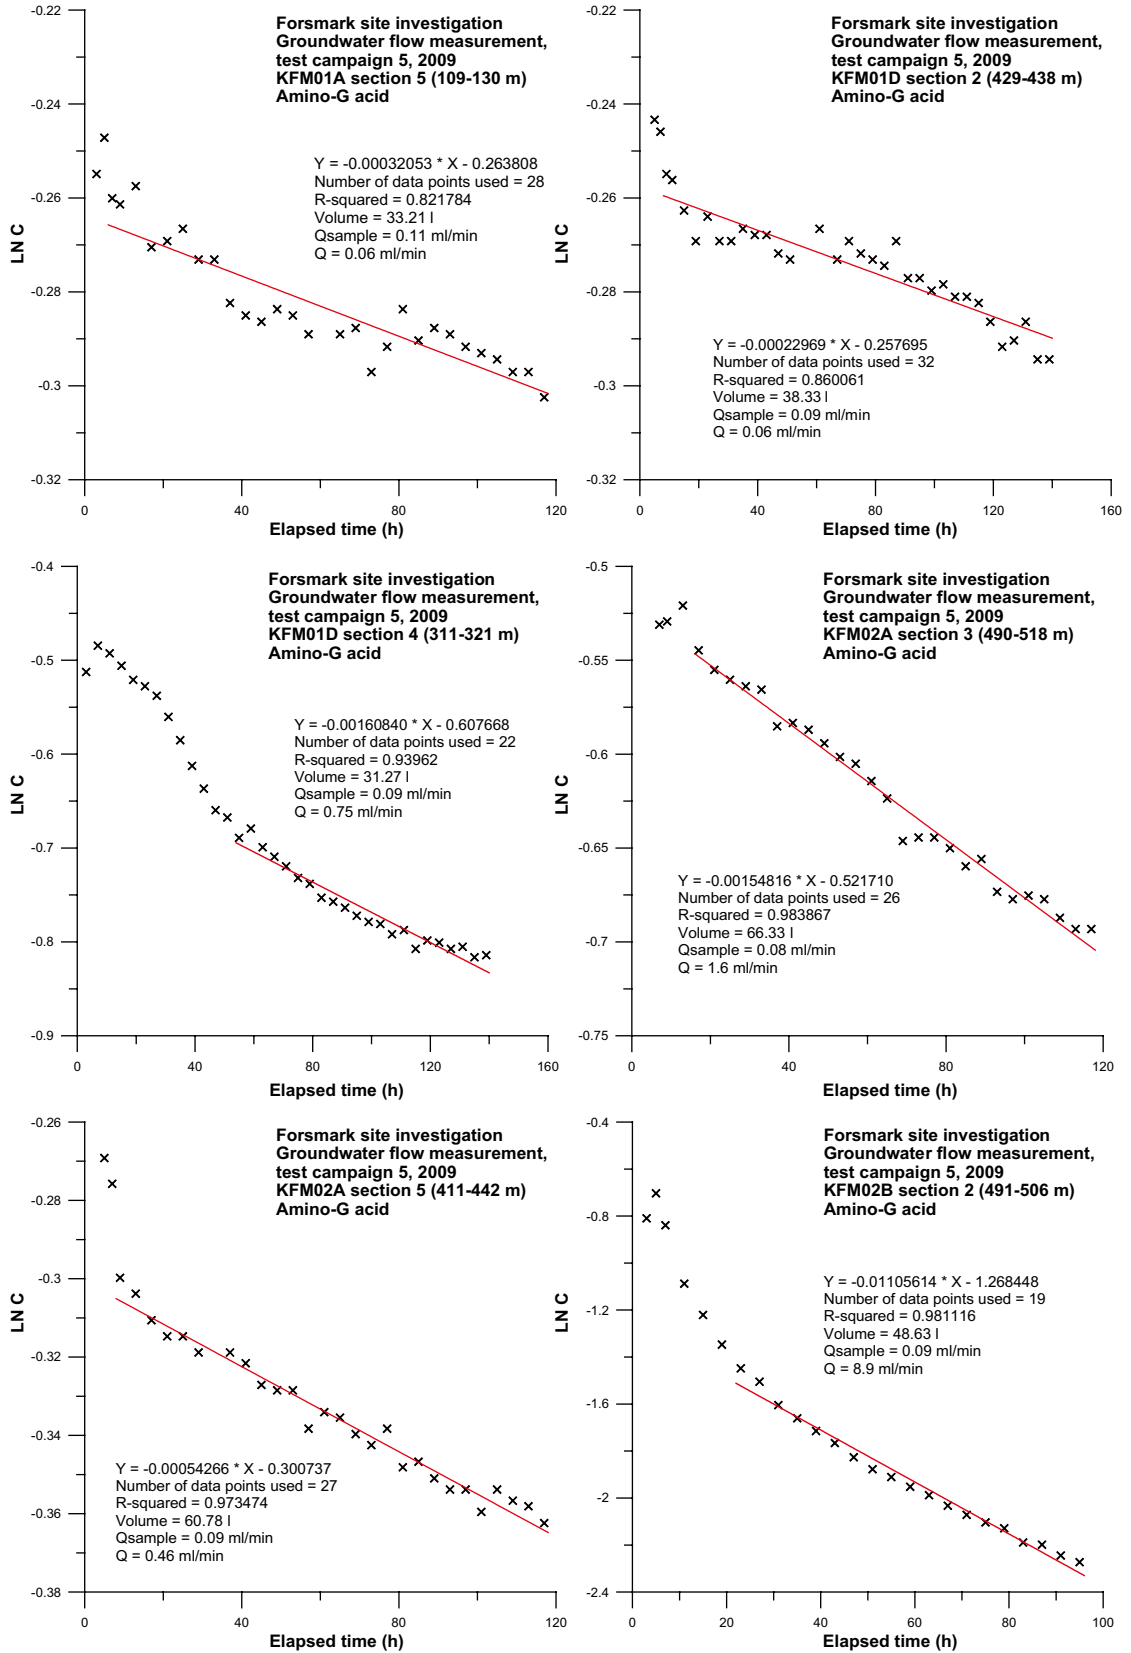 Forsmark site investigation
Groundwater flow measurement,
test campaign 5, 2009
KFM01A section 5 (109-130 m)
Amino-G acid
Y = -0.00032053 * X - 0.263808
Number of data points used = 28
R-squared = 0.821784
Volume = 33.21 l
Qsample = 0.11 ml/min
Q = 0.06 ml/min
LN C
-0.22
-0.24
-0.26
-0.28
-0.3
-0.32
0 40 80 120
Elapsed time (h)
Forsmark site investigation
Groundwater flow measurement,
test campaign 5, 2009
KFM01D section 2 (429-438 m)
Amino-G acid
Y = -0.00022969 * X - 0.257695
Number of data points used = 32
R-squared = 0.860061
Volume = 38.33 l
Qsample = 0.09 ml/min
Q = 0.06 ml/min
LN C
-0.22
-0.24
-0.26
-0.28
-0.3
-0.32
0 40 80 120 160
Elapsed time (h)
Forsmark site investigation
Groundwater flow measurement,
test campaign 5, 2009
KFM01D section 4 (311-321 m)
Amino-G acid
Y = -0.00160840 * X - 0.607668
Number of data points used = 22
R-squared = 0.93962
Volume = 31.27 l
Qsample = 0.09 ml/min
Q = 0.75 ml/min
LN C
-0.4
-0.5
-0.6
-0.7
-0.8
-0.9
0 40 80 120 160
Elapsed time (h)
Forsmark site investigation
Groundwater flow measurement,
test campaign 5, 2009
KFM02A section 3 (490-518 m)
Amino-G acid
Y = -0.00154816 * X - 0.521710
Number of data points used = 26
R-squared = 0.983867
Volume = 66.33 l
Qsample = 0.08 ml/min
Q = 1.6 ml/min
LN C
-0.5
-0.55
-0.6
-0.65
-0.7
-0.75
0 40 80 120
Elapsed time (h)
Forsmark site investigation
Groundwater flow measurement,
test campaign 5, 2009
KFM02A section 5 (411-442 m)
Amino-G acid
Y = -0.00054266 * X - 0.300737
Number of data points used = 27
R-squared = 0.973474
Volume = 60.78 l
Qsample = 0.09 ml/min
Q = 0.46 ml/min
LN C
-0.26
-0.28
-0.3
-0.32
-0.34
-0.36
-0.38
0 40 80 120
Elapsed time (h)
Forsmark site investigation
Groundwater flow measurement,
test campaign 5, 2009
KFM02B section 2 (491-506 m)
Amino-G acid
Y = -0.01105614 * X - 1.268448
Number of data points used = 19
R-squared = 0.981116
Volume = 48.63 l
Qsample = 0.09 ml/min
Q = 8.9 ml/min
LN C
-0.4
-0.8
-1.2
-1.6
-2
-2.4
0 20 40 60 80 100
Elapsed time (h)